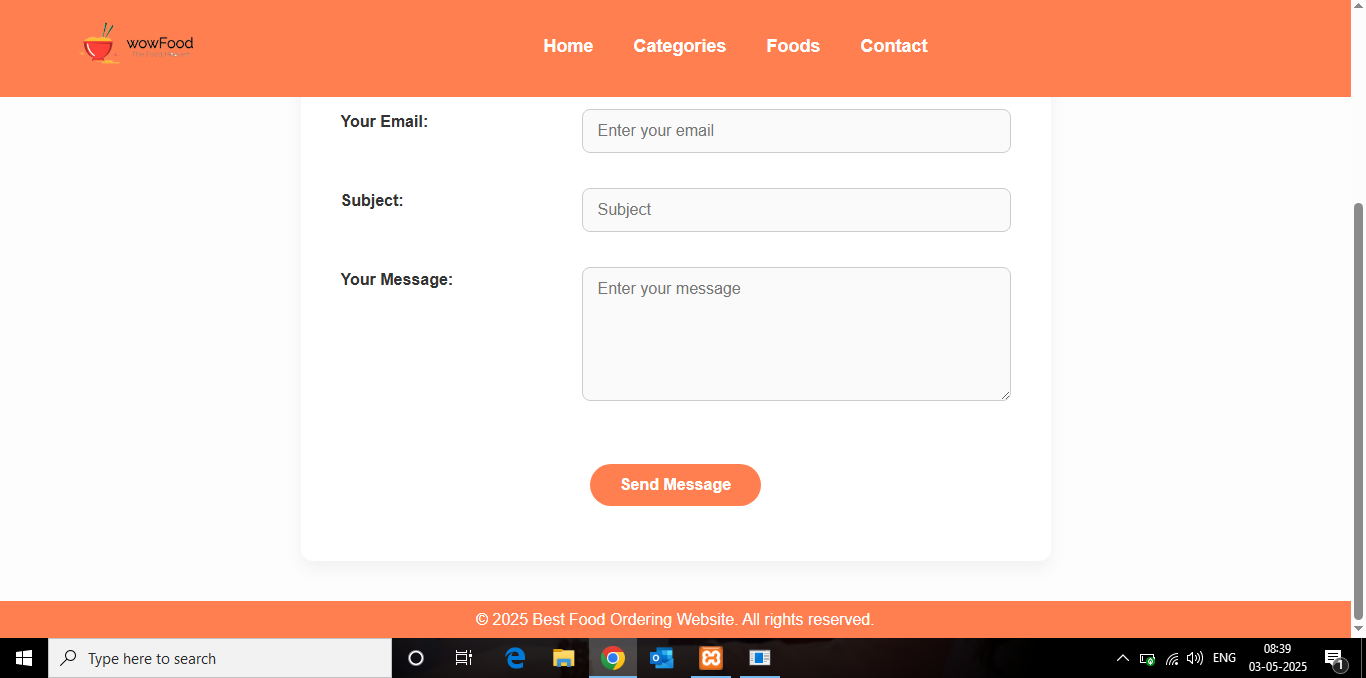 wowFood
Home Categories Foods Contact
Your Email:
Enter your email
Subject:
Subject
Your Message:
Enter your message
Send Message
© 2025 Best Food Ordering Website. All rights reserved.
Type here to search
ENG
08:39
03-05-2025
1